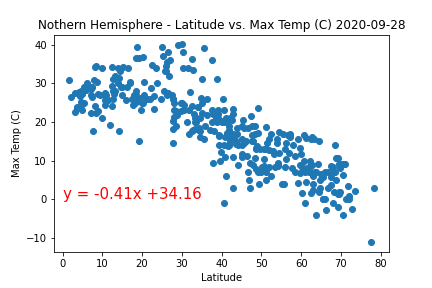 Nothern Hemisphere - Latitude vs. Max Temp (C) 2020-09-28
40
30
20
10
0
−10
Max Temp (C)
y = -0.41x +34.16
0 10 20 30 40 50 60 70 80
Latitude